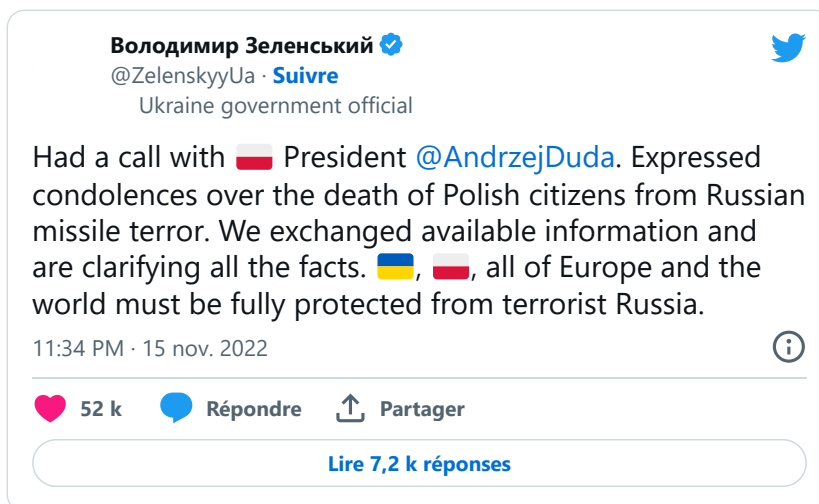 Володимир Зеленський
@ZelenskyyUa · Suivre
Ukraine government official
Had a call with 🇵🇱 President @AndrzejDuda. Expressed
condolences over the death of Polish citizens from Russian
missile terror. We exchanged available information and
are clarifying all the facts. 🇺🇦, 🇵🇱, all of Europe and the
world must be fully protected from terrorist Russia.
11:34 PM · 15 nov. 2022
52 k Répondre Partager
Lire 7,2 k réponses